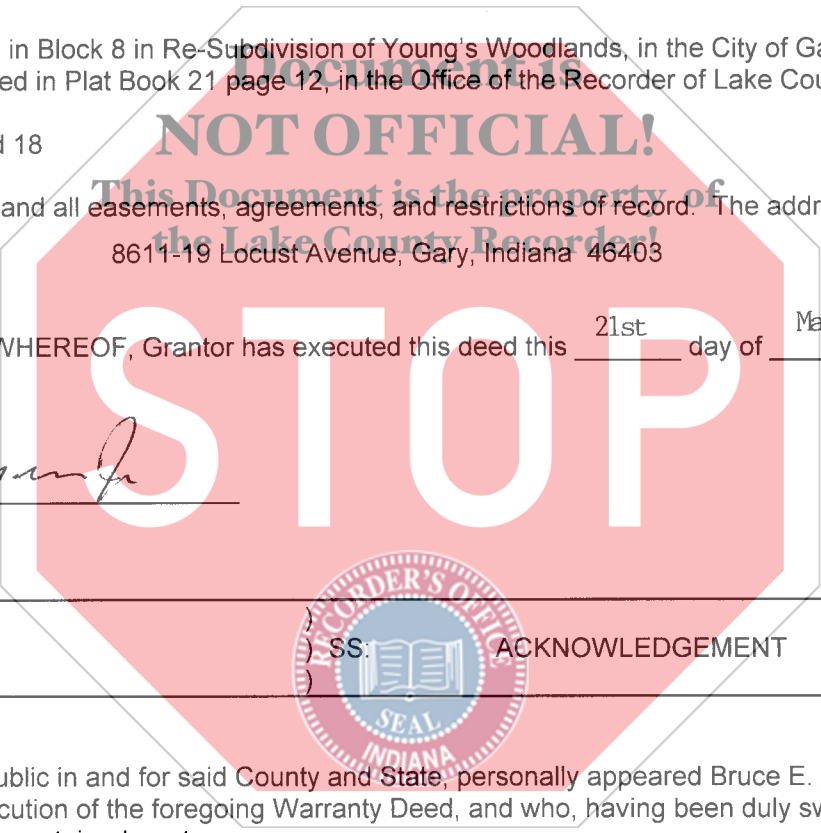 in Block 8 in Re-Subdivision of Young's Woodlands, in the City of Ga
Document is
ed in Plat Book 21 page 12, in the Office of the Recorder of Lake Cou
NOT OFFICIAL!
d 18
This Document is the property of
and all easements, agreements, and restrictions of record. The addr
the Lake County Recorder!
8611-19 Locust Avenue, Gary, Indiana 46403
STOP
WHEREOF, Grantor has executed this deed this 21st day of Ma
RECORDER'S OFFICE
) 
) SS: ACKNOWLEDGEMENT
)
SEAL
INDIANA
ublic in and for said County and State, personally appeared Bruce E.
cution of the foregoing Warranty Deed, and who, having been duly sw